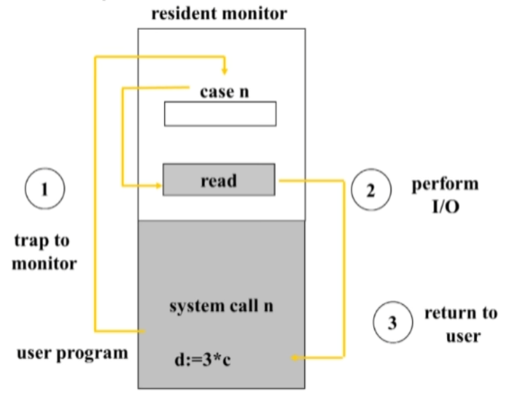 resident monitor
case n
read
1
trap to
monitor
2
perform
I/O
system call n
3
return to
user
user program
d:=3*c